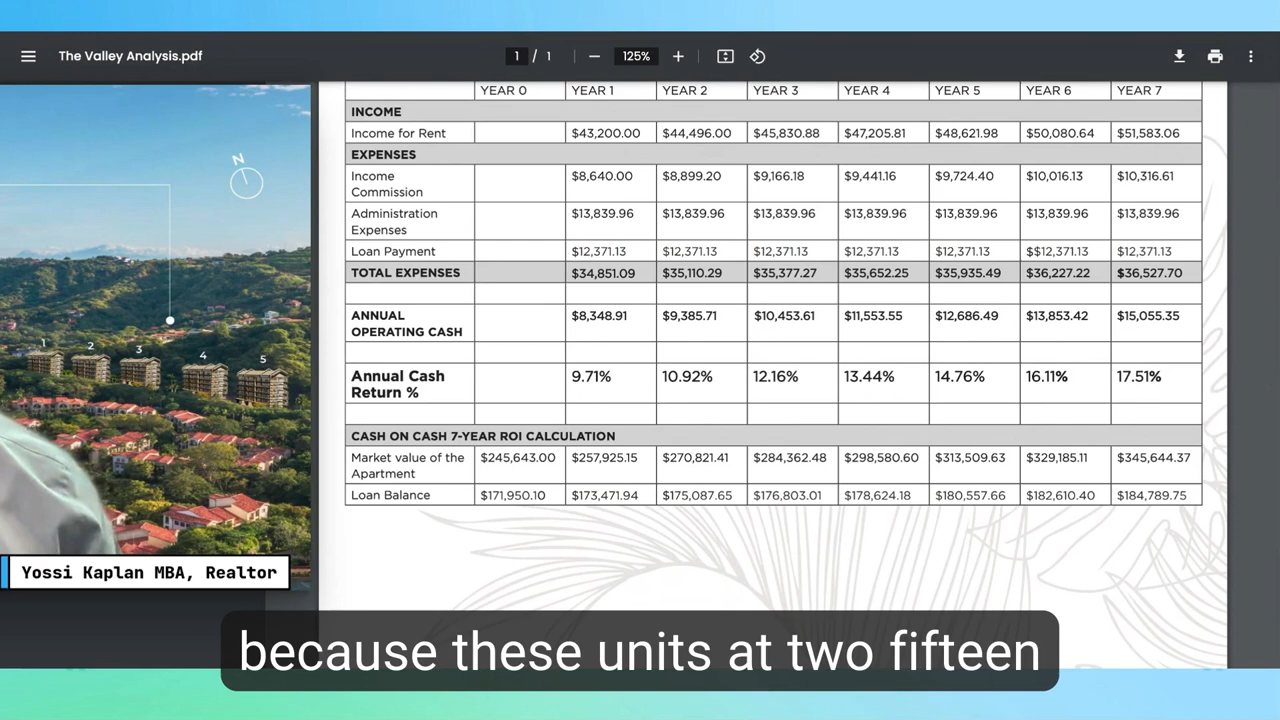 The Valley Analysis.pdf
1 / 1
125%
N
1 2 3 4 5
YEAR 0 YEAR 1 YEAR 2 YEAR 3 YEAR 4 YEAR 5 YEAR 6 YEAR 7
INCOME
Income for Rent $43,200.00 $44,496.00 $45,830.88 $47,205.81 $48,621.98 $50,080.64 $51,583.06
EXPENSES
Income $8,640.00 $8,899.20 $9,166.18 $9,441.16 $9,724.40 $10,016.13 $10,316.61
Commission
Administration $13,839.96 $13,839.96 $13,839.96 $13,839.96 $13,839.96 $13,839.96 $13,839.96
Expenses
Loan Payment $12,371.13 $12,371.13 $12,371.13 $12,371.13 $12,371.13 $$12,371.13 $12,371.13
TOTAL EXPENSES $34,851.09 $35,110.29 $35,377.27 $35,652.25 $35,935.49 $36,227.22 $36,527.70
ANNUAL $8,348.91 $9,385.71 $10,453.61 $11,553.55 $12,686.49 $13,853.42 $15,055.35
OPERATING CASH
Annual Cash 9.71% 10.92% 12.16% 13.44% 14.76% 16.11% 17.51%
Return %
CASH ON CASH 7-YEAR ROI CALCULATION
Market value of the $245,643.00 $257,925.15 $270,821.41 $284,362.48 $298,580.60 $313,509.63 $329,185.11 $345,644.37
Apartment
Loan Balance $171,950.10 $173,471.94 $175,087.65 $176,803.01 $178,624.18 $180,557.66 $182,610.40 $184,789.75
Yossi Kaplan MBA, Realtor
because these units at two fifteen